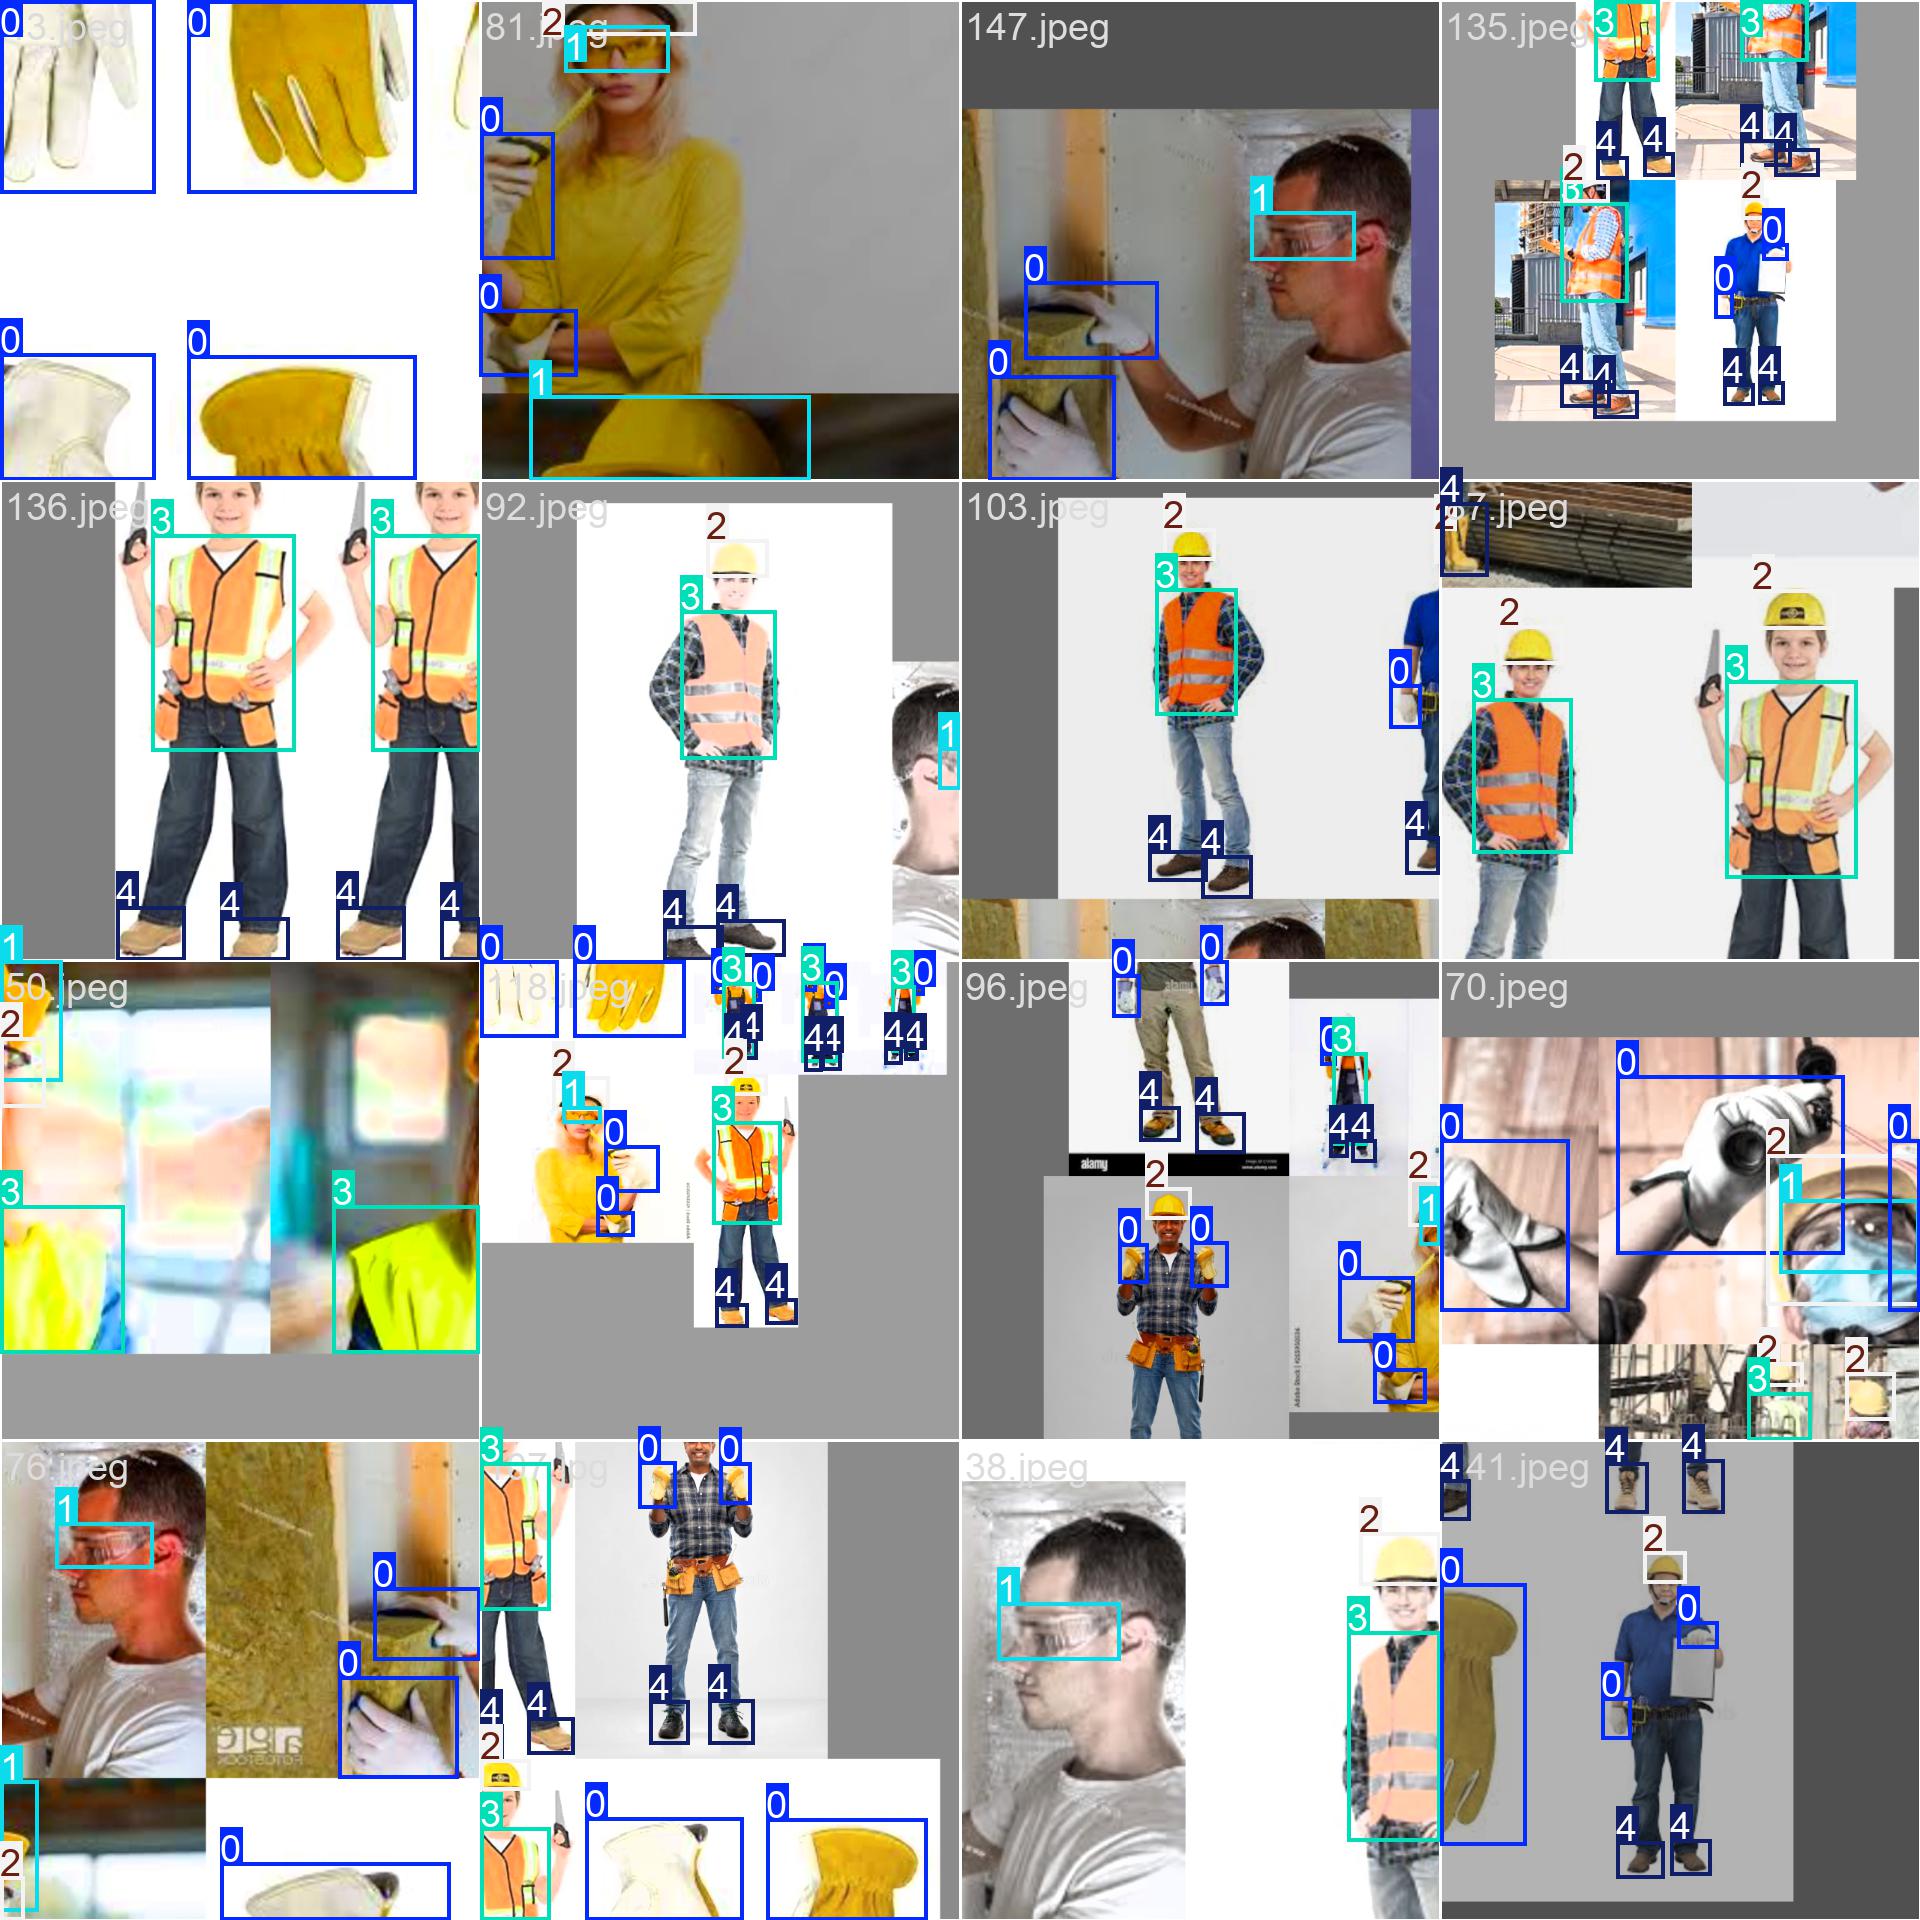 0 13.jpeg 0
2 81.jpeg 1 0 0 1
147.jpeg 1 0 0
135.jpeg 3 3 4 4 4 4 2 3 2 0 0 4 4 4 4
136.jpeg 3 3 4 4 4 4
92.jpeg 2 3 1 4 4
103.jpeg 2 3 0 4 4 4
4 2 67.jpeg 2 2 3 3
1 50.jpeg 2 3 3
0 0 118.jpeg 0 3 0 3 0 3 0 4 4 4 4 4 4 2 1 0 0 2 3 4 4
96.jpeg 0 0 4 4 0 3 4 4 2 0 0 2 1 0 0
alamy
alamy
70.jpeg 0 0 0 2 1 2 3 2
76.jpeg 1 0 0 1 2 0
3 107.jpg 0 0 4 4 4 4 2 3 0 0
38.jpeg 1 2 3
4 141.jpeg 4 4 2 0 0 0 4 4